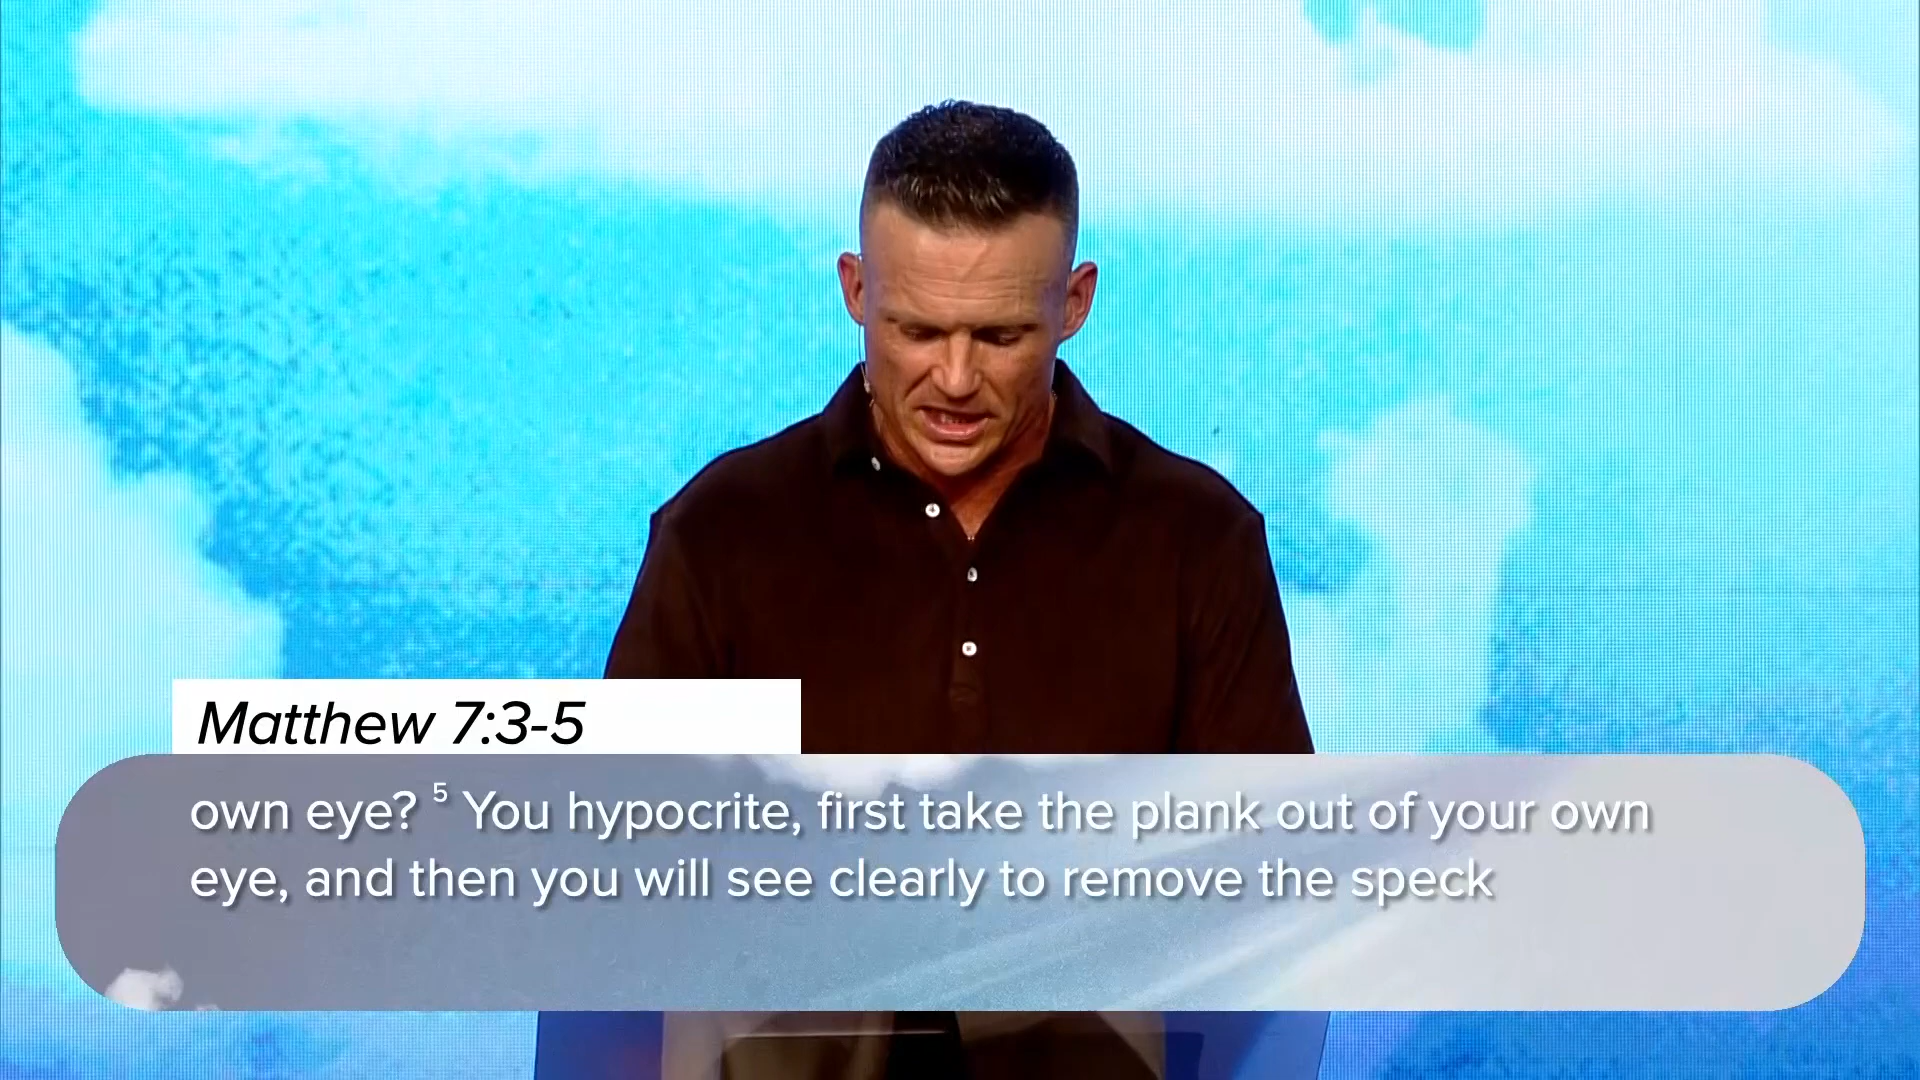 Matthew 7:3-5
own eye? ⁵ You hypocrite, first take the plank out of your own
eye, and then you will see clearly to remove the speck